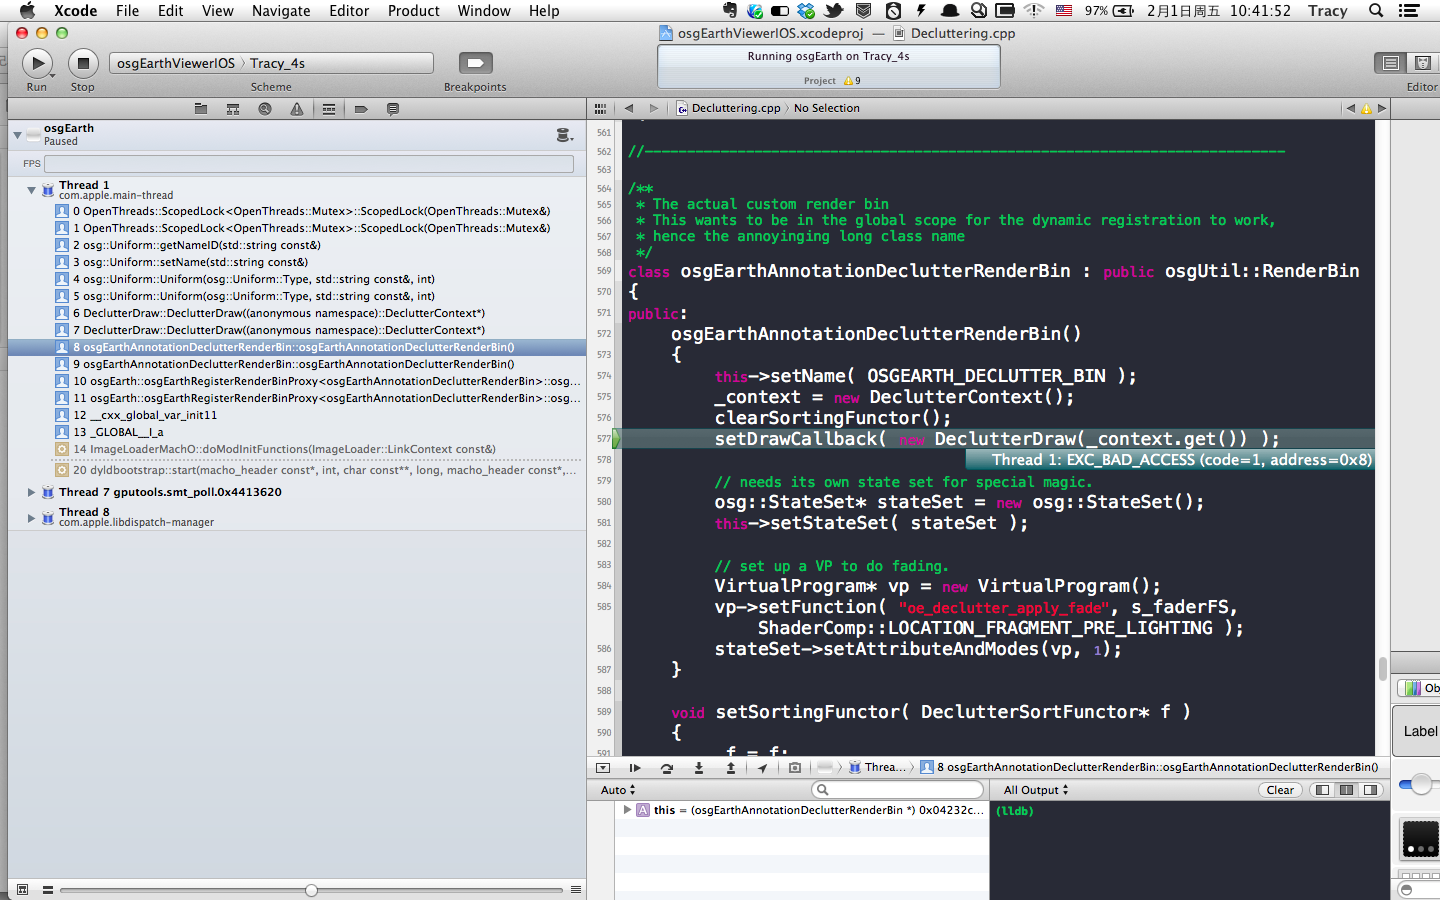 Xcode File Edit View Navigate Editor Product Window Help 97% 2月1日周五 10:41:52 Tracy
osgEarthViewerIOS.xcodeproj — Decluttering.cpp
osgEarthViewerIOS 〉 Tracy_4s
Running osgEarth on Tracy_4s
Project 9
Run Stop Scheme Breakpoints Editor
Decluttering.cpp 〉 No Selection
osgEarth
Paused
FPS
Thread 1
com.apple.main-thread
0 OpenThreads::ScopedLock<OpenThreads::Mutex>::ScopedLock(OpenThreads::Mutex&)
1 OpenThreads::ScopedLock<OpenThreads::Mutex>::ScopedLock(OpenThreads::Mutex&)
2 osg::Uniform::getNameID(std::string const&)
3 osg::Uniform::setName(std::string const&)
4 osg::Uniform::Uniform(osg::Uniform::Type, std::string const&, int)
5 osg::Uniform::Uniform(osg::Uniform::Type, std::string const&, int)
6 DeclutterDraw::DeclutterDraw((anonymous namespace)::DeclutterContext*)
7 DeclutterDraw::DeclutterDraw((anonymous namespace)::DeclutterContext*)
8 osgEarthAnnotationDeclutterRenderBin::osgEarthAnnotationDeclutterRenderBin()
9 osgEarthAnnotationDeclutterRenderBin::osgEarthAnnotationDeclutterRenderBin()
10 osgEarth::osgEarthRegisterRenderBinProxy<osgEarthAnnotationDeclutterRenderBin>::osg...
11 osgEarth::osgEarthRegisterRenderBinProxy<osgEarthAnnotationDeclutterRenderBin>::osg...
12 __cxx_global_var_init11
13 _GLOBAL__I_a
14 ImageLoaderMachO::doModInitFunctions(ImageLoader::LinkContext const&)
20 dyldbootstrap::start(macho_header const*, int, char const**, long, macho_header const*,...
Thread 7 gputools.smt_poll.0x4413620
Thread 8
com.apple.libdispatch-manager
561
562 //----------------------------------------------------------------------------
563
564 /**
565 * The actual custom render bin
566 * This wants to be in the global scope for the dynamic registration to work,
567 * hence the annoyinging long class name
568 */
569 class osgEarthAnnotationDeclutterRenderBin : public osgUtil::RenderBin
570 {
571 public:
572 osgEarthAnnotationDeclutterRenderBin()
573 {
574 this->setName( OSGEARTH_DECLUTTER_BIN );
575 _context = new DeclutterContext();
576 clearSortingFunctor();
577 setDrawCallback( new DeclutterDraw(_context.get()) );
578 Thread 1: EXC_BAD_ACCESS (code=1, address=0x8)
579 // needs its own state set for special magic.
580 osg::StateSet* stateSet = new osg::StateSet();
581 this->setStateSet( stateSet );
582
583 // set up a VP to do fading.
584 VirtualProgram* vp = new VirtualProgram();
585 vp->setFunction( "oe_declutter_apply_fade", s_faderFS,
ShaderComp::LOCATION_FRAGMENT_PRE_LIGHTING );
586 stateSet->setAttributeAndModes(vp, 1);
587 }
588
589 void setSortingFunctor( DeclutterSortFunctor* f )
590 {
591 _f = f;
Threa... 〉 8 osgEarthAnnotationDeclutterRenderBin::osgEarthAnnotationDeclutterRenderBin()
Auto All Output Clear
this = (osgEarthAnnotationDeclutterRenderBin *) 0x04232c...
(lldb)
Ob
Label